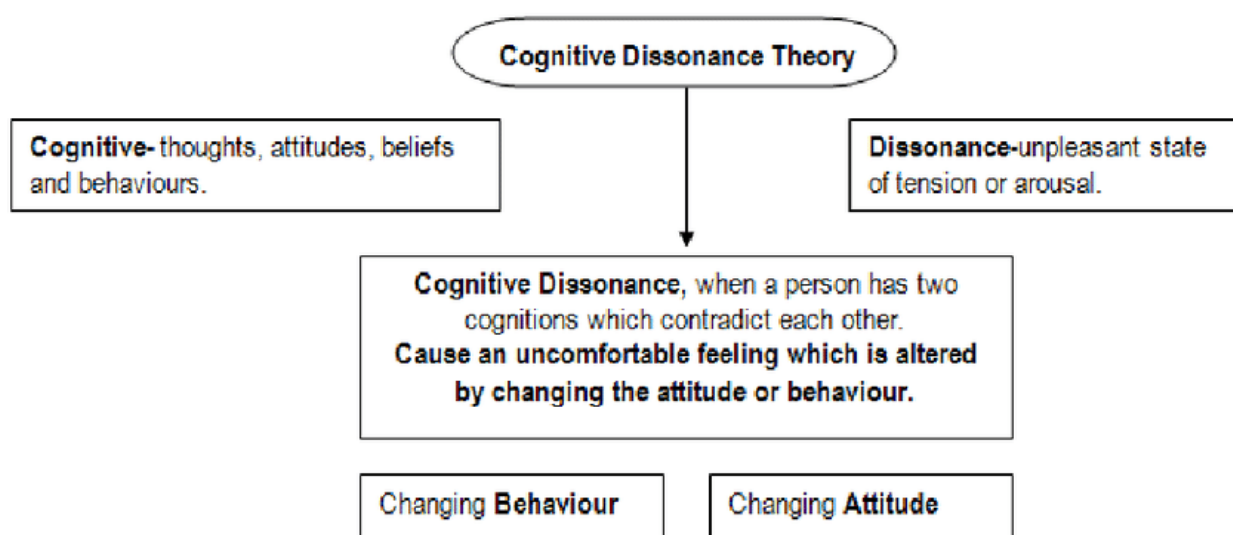 Cognitive Dissonance Theory
Cognitive- thoughts, attitudes, beliefs
and behaviours.
Dissonance-unpleasant state
of tension or arousal.
Cognitive Dissonance, when a person has two
cognitions which contradict each other.
Cause an uncomfortable feeling which is altered
by changing the attitude or behaviour.
Changing Behaviour
Changing Attitude